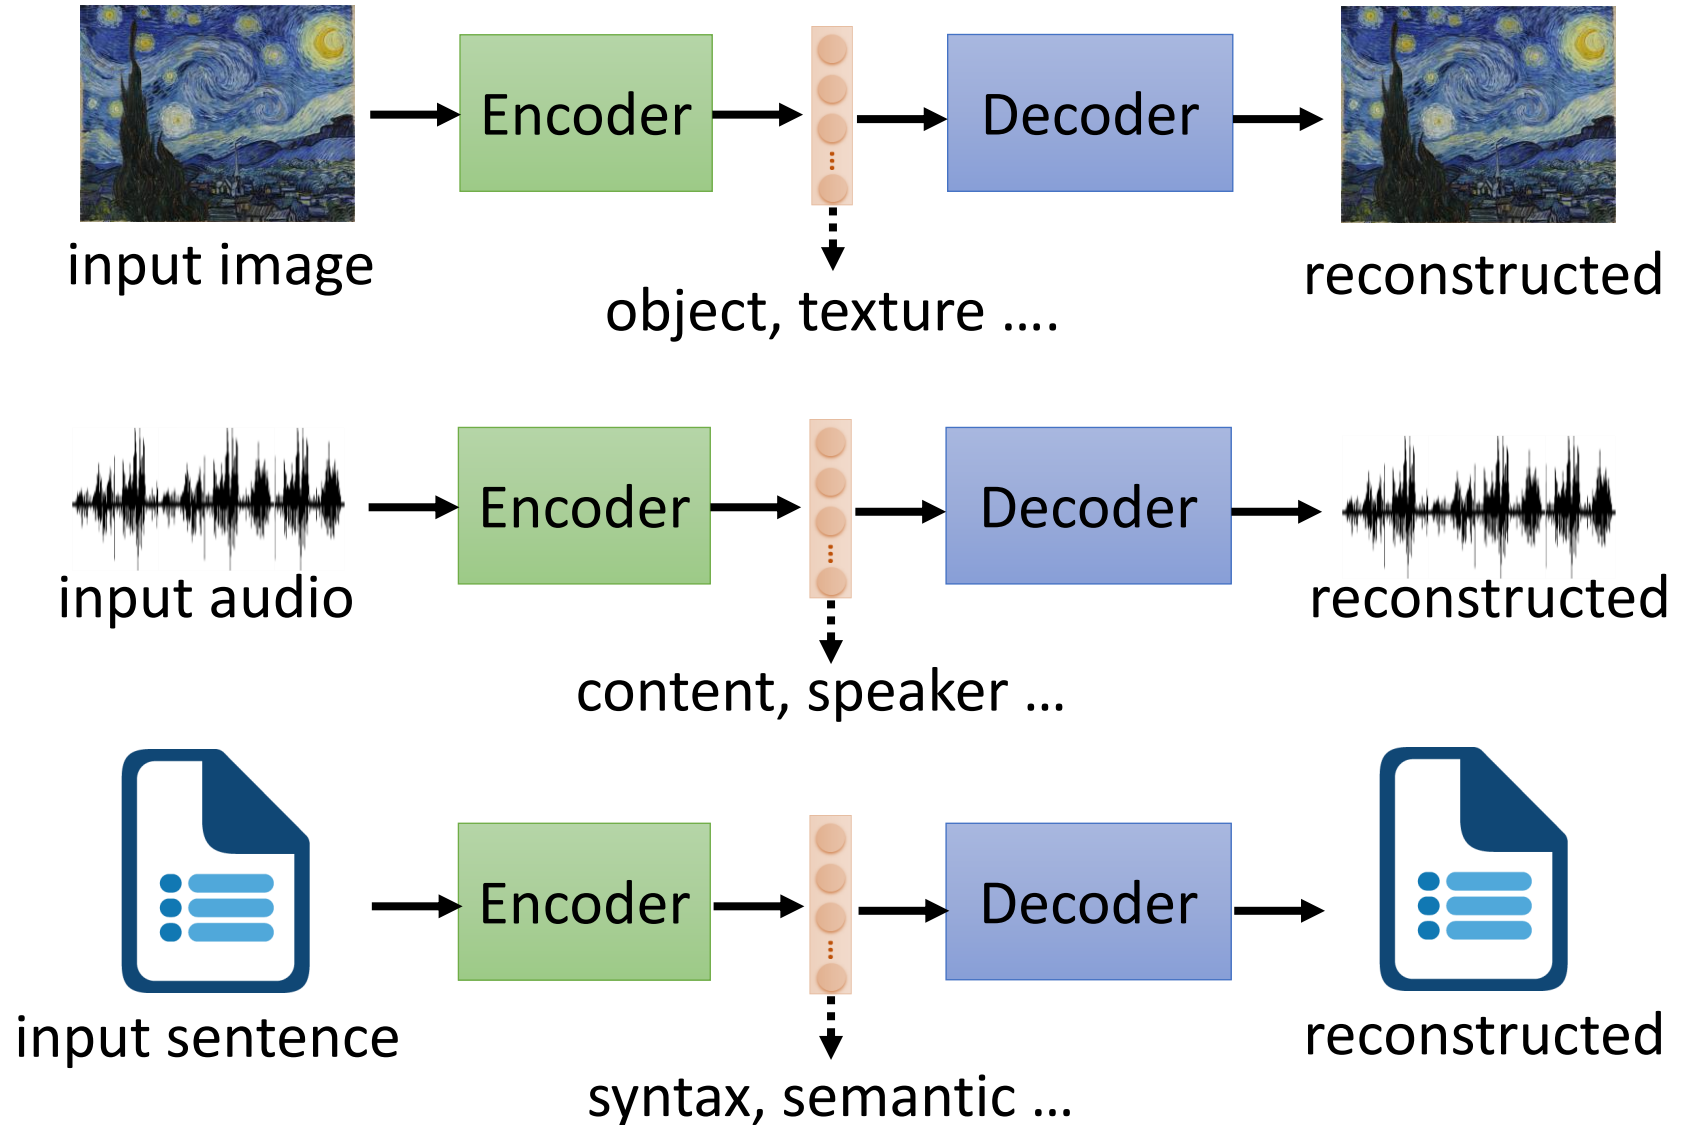 Encoder
Decoder
input image
reconstructed
object, texture ....
Encoder
Decoder
input audio
reconstructed
content, speaker ...
Encoder
Decoder
input sentence
reconstructed
syntax, semantic ...